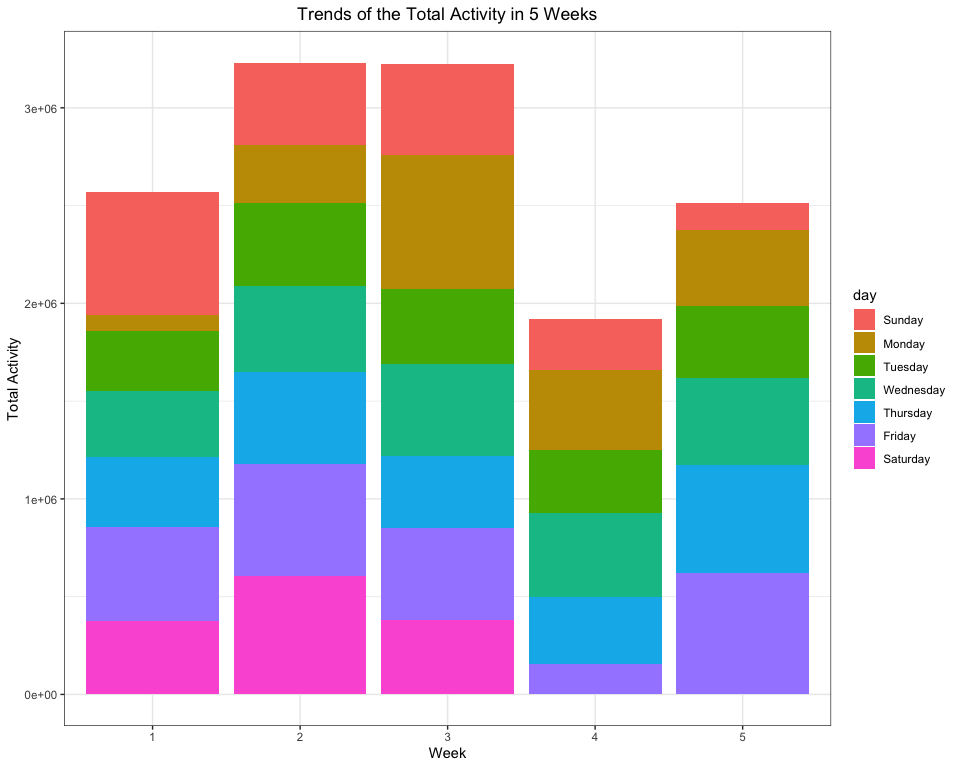 Trends of the Total Activity in 5 Weeks
Total Activity
3e+06
2e+06
1e+06
0e+00
1 2 3 4 5
Week
day
Sunday
Monday
Tuesday
Wednesday
Thursday
Friday
Saturday